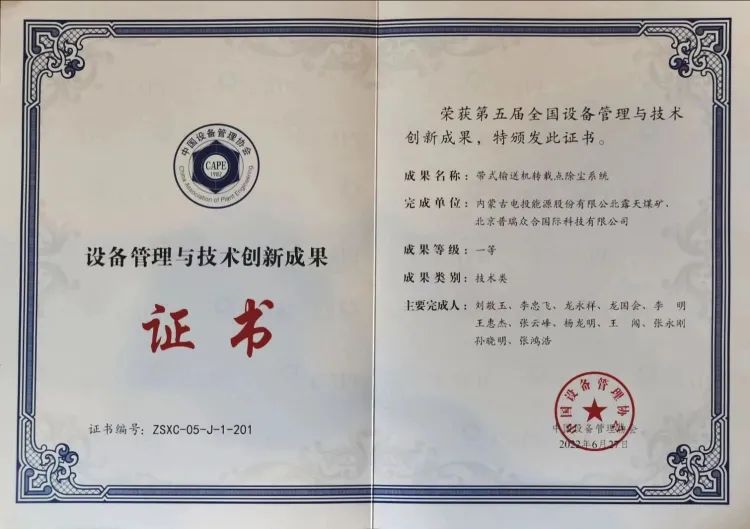 中国设备管理协会
CAPE
1982
China Association of Plant Engineering
设备管理与技术创新成果
证书
证书编号：ZSXC-05-J-1-201
荣获第五届全国设备管理与技术
创新成果，特颁发此证书。
成果名称：带式输送机转载点除尘系统
完成单位：内蒙古电投能源股份有限公北露天煤矿、
北京普瑞众合国际科技有限公司
成果等级：一等
成果类别：技术类
主要完成人：刘敬玉、李忠飞、龙永祥、龙国会、李 明
王惠杰、张云峰、杨龙明、王 闯、张永刚
孙晓明、张鸿浩
中国设备管理协会
中国设备管理协会
2022年6月27日